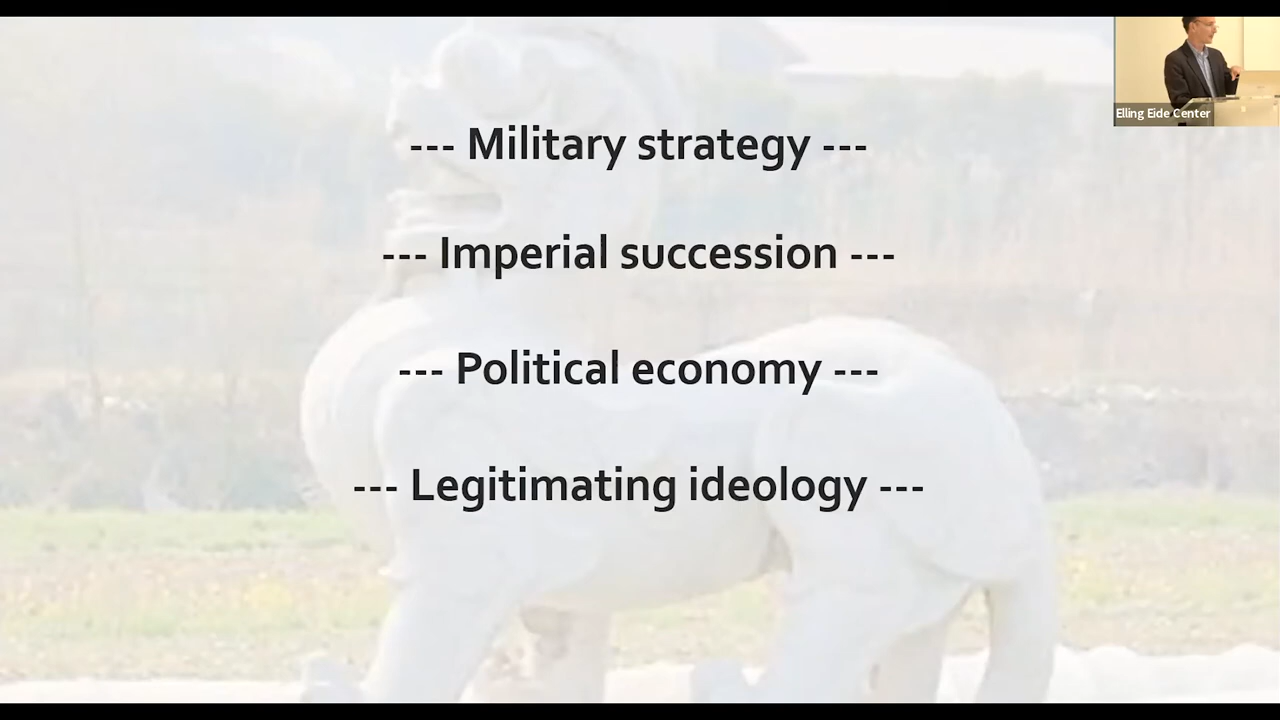 --- Military strategy ---
--- Imperial succession ---
--- Political economy ---
--- Legitimating ideology ---
Elling Eide Center